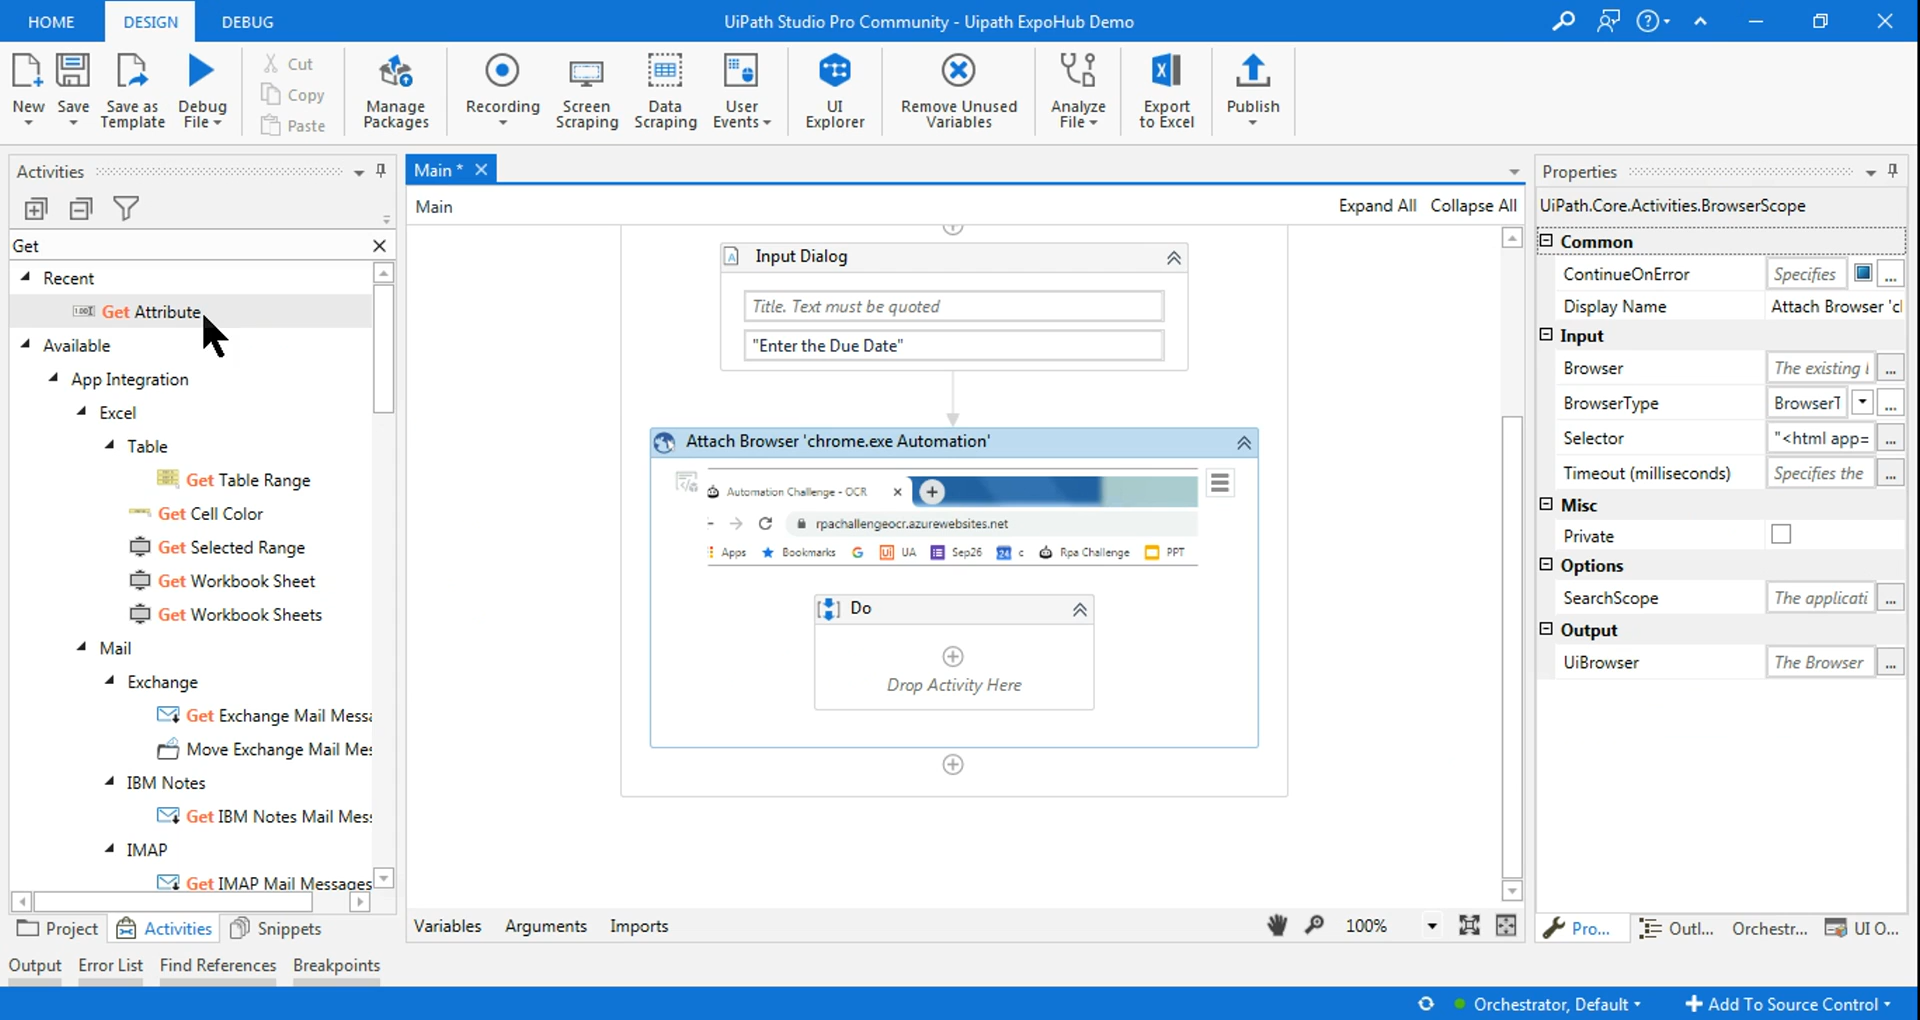 HOME DESIGN DEBUG UiPath Studio Pro Community - Uipath ExpoHub Demo
New
Save
Save as Template
Debug File
Cut
Copy
Paste
Manage Packages
Recording
Screen Scraping
Data Scraping
User Events
UI Explorer
Remove Unused Variables
Analyze File
Export to Excel
Publish
Activities
Get
Recent
Get Attribute
Available
App Integration
Excel
Table
Get Table Range
Get Cell Color
Get Selected Range
Get Workbook Sheet
Get Workbook Sheets
Mail
Exchange
Get Exchange Mail Messa
Move Exchange Mail Mes
IBM Notes
Get IBM Notes Mail Mess
IMAP
Get IMAP Mail Messages
Project Activities Snippets
Main *
Main Expand All Collapse All
Input Dialog
Title. Text must be quoted
"Enter the Due Date"
Attach Browser 'chrome.exe Automation'
Automation Challenge - OCR
rpachallengeocr.azurewebsites.net
Apps Bookmarks UA Sep26 24 c Rpa Challenge PPT
Do
Drop Activity Here
Variables Arguments Imports 100%
Properties
UiPath.Core.Activities.BrowserScope
Common
ContinueOnError Specifies ...
Display Name Attach Browser 'cl
Input
Browser The existing l ...
BrowserType BrowserT ...
Selector "<html app= ...
Timeout (milliseconds) Specifies the ...
Misc
Private
Options
SearchScope The applicati ...
Output
UiBrowser The Browser ...
Pro... Outl... Orchestr... UI O...
Output Error List Find References Breakpoints
Orchestrator, Default Add To Source Control